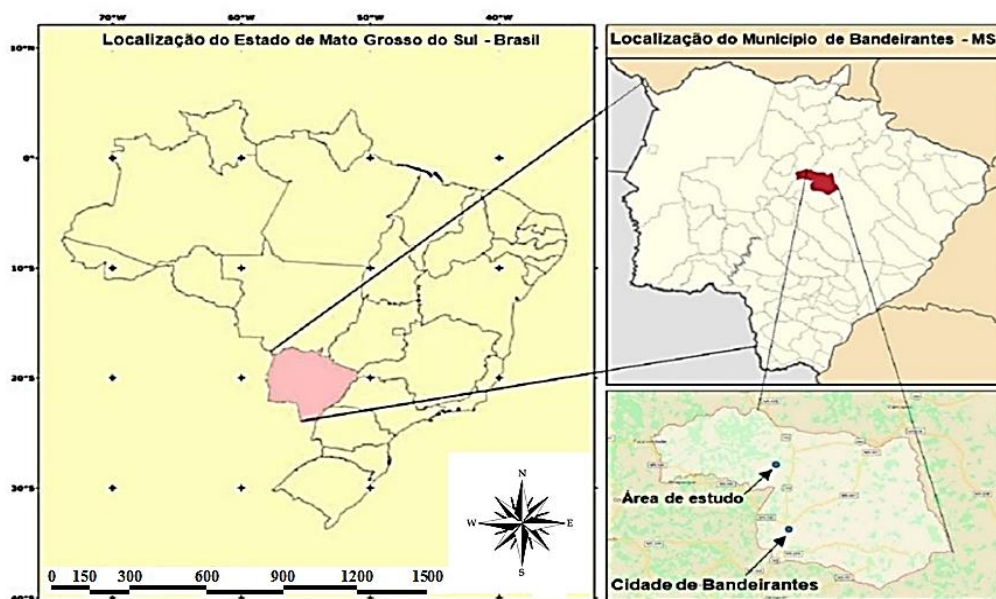 70°W 60°W 50°W 40°W
10°N
Localização do Estado de Mato Grosso do Sul - Brasil
0°
10°S
20°S
30°S
40°S
N
W E
S
0 150 300 600 900 1200 1500
Localização do Município de Bandeirantes - MS
Área de estudo
Cidade de Bandeirantes